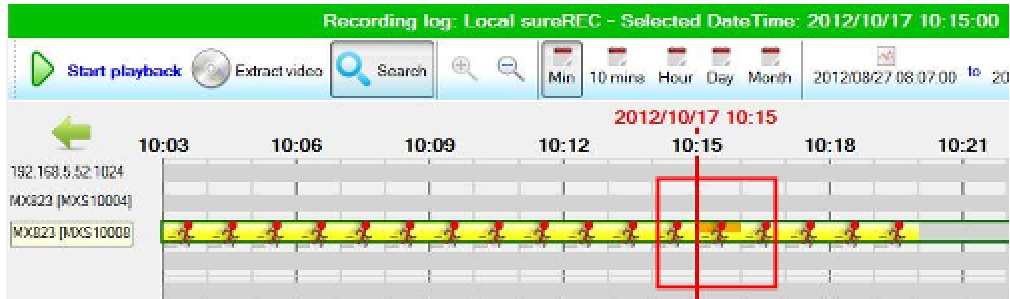 Recording log: Local sureREC - Selected DateTime: 2012/10/17 10:15:00
Start playback Extract video Search Min 10 mins Hour Day Month 2012/08/27 08:07:00 to 20
2012/10/17 10:15
10:03 10:06 10:09 10:12 10:15 10:18 10:21
192.168.5.52:1024
MX823 [MXS10004]
MX823 [MXS10008